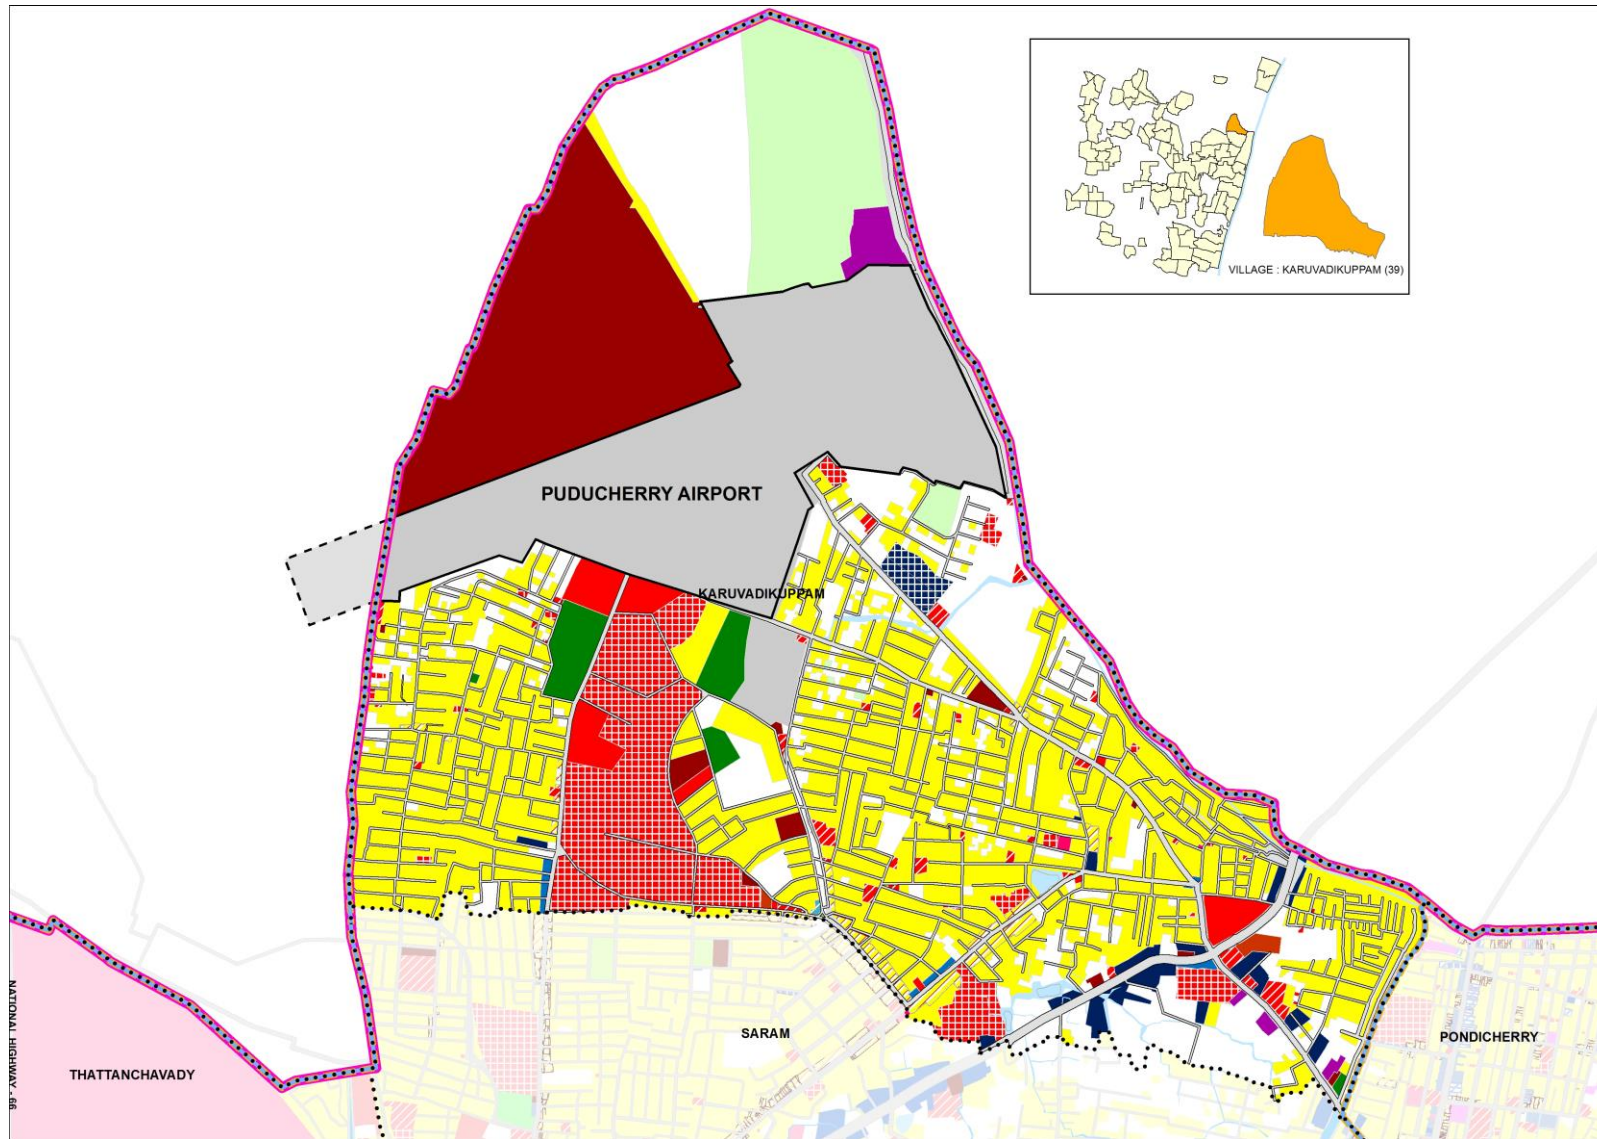 VILLAGE : KARUVADIKUPPAM (39)
PUDUCHERRY AIRPORT
KARUVADIKUPPAM
SARAM
PONDICHERRY
THATTANCHAVADY
NATIONAL HIGHWAY - 66